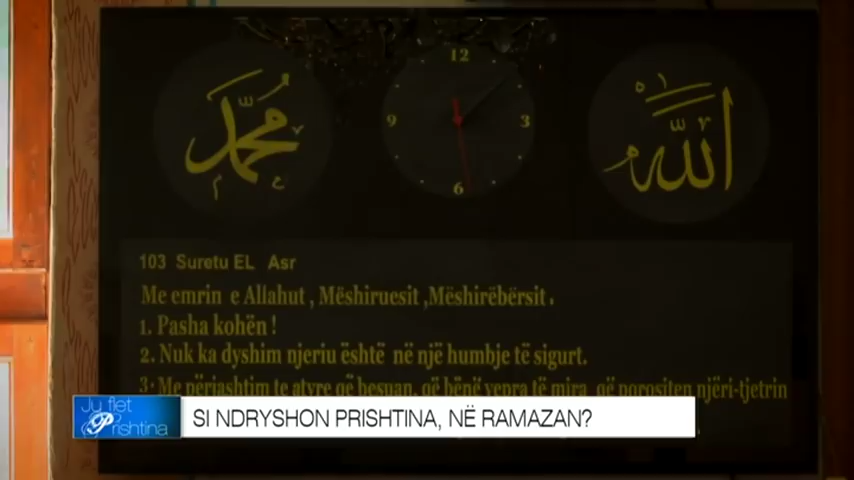 محمد
12
9
3
6
الله
103 Suretu EL Asr
Me emrin e Allahut , Mëshiruesit ,Mëshirëbërsit .
1. Pasha kohën !
2. Nuk ka dyshim njeriu është në një humbje të sigurt.
3. Me përjashtim te atyre që besuan, që bënë vepra të mira që porositen njëri-tjetrin
Ju flet Prishtina
SI NDRYSHON PRISHTINA, NË RAMAZAN?